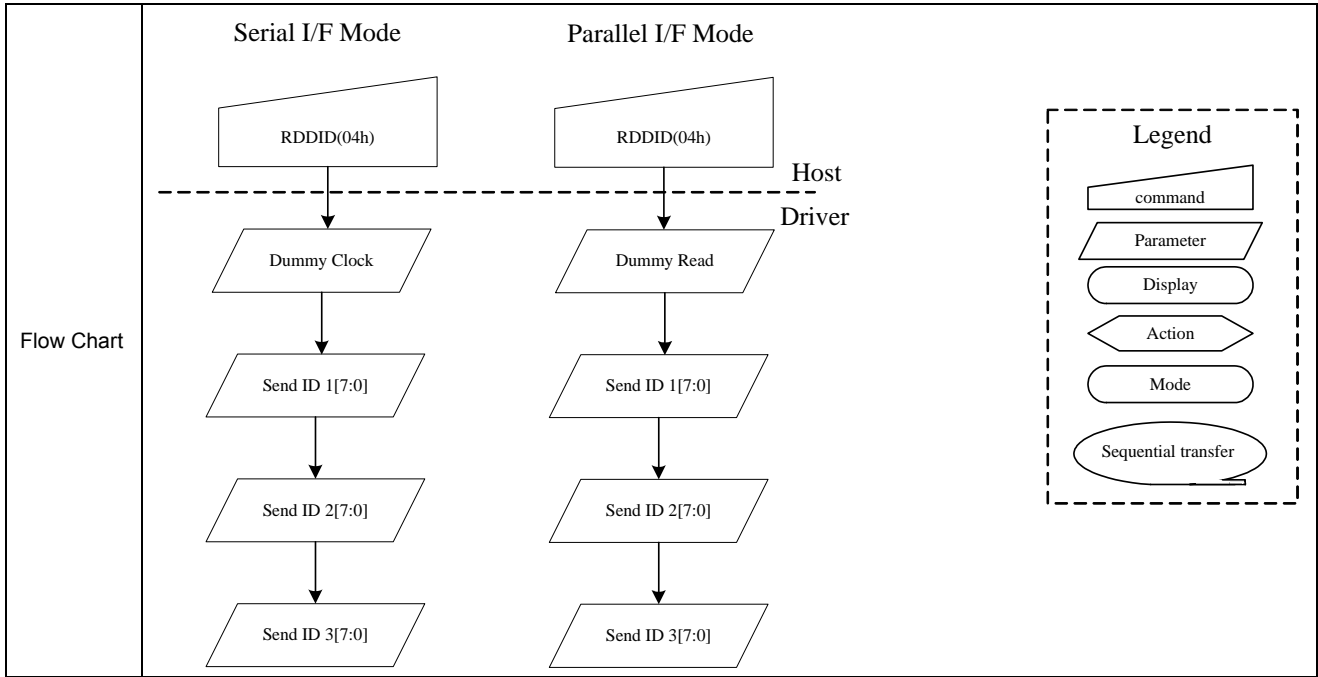 Flow Chart
Serial I/F Mode
Parallel I/F Mode
RDDID(04h)
RDDID(04h)
Host
Driver
Dummy Clock
Dummy Read
Send ID 1[7:0]
Send ID 1[7:0]
Send ID 2[7:0]
Send ID 2[7:0]
Send ID 3[7:0]
Send ID 3[7:0]
Legend
command
Parameter
Display
Action
Mode
Sequential transfer